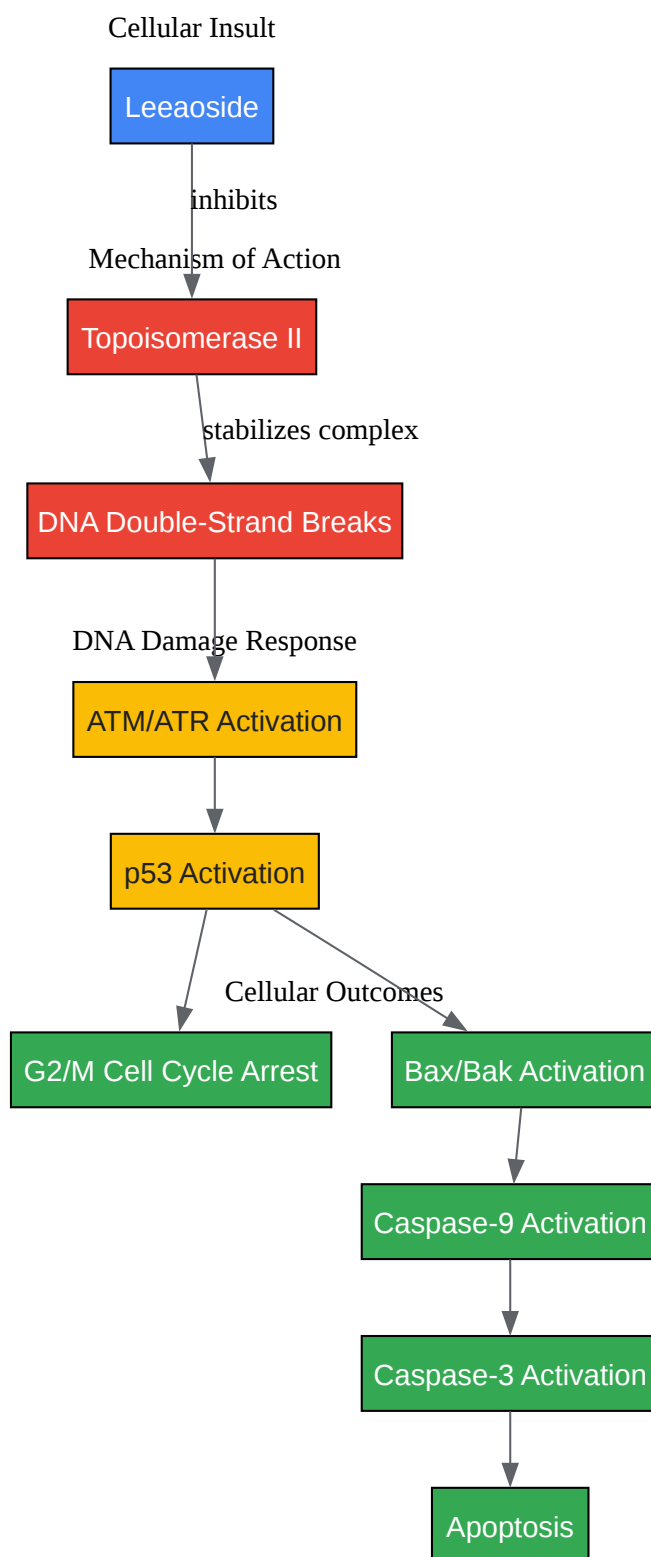 Cellular Insult
Leeaoside
inhibits
Mechanism of Action
Topoisomerase II
stabilizes complex
DNA Double-Strand Breaks
DNA Damage Response
ATM/ATR Activation
p53 Activation
Cellular Outcomes
G2/M Cell Cycle Arrest
Bax/Bak Activation
Caspase-9 Activation
Caspase-3 Activation
Apoptosis